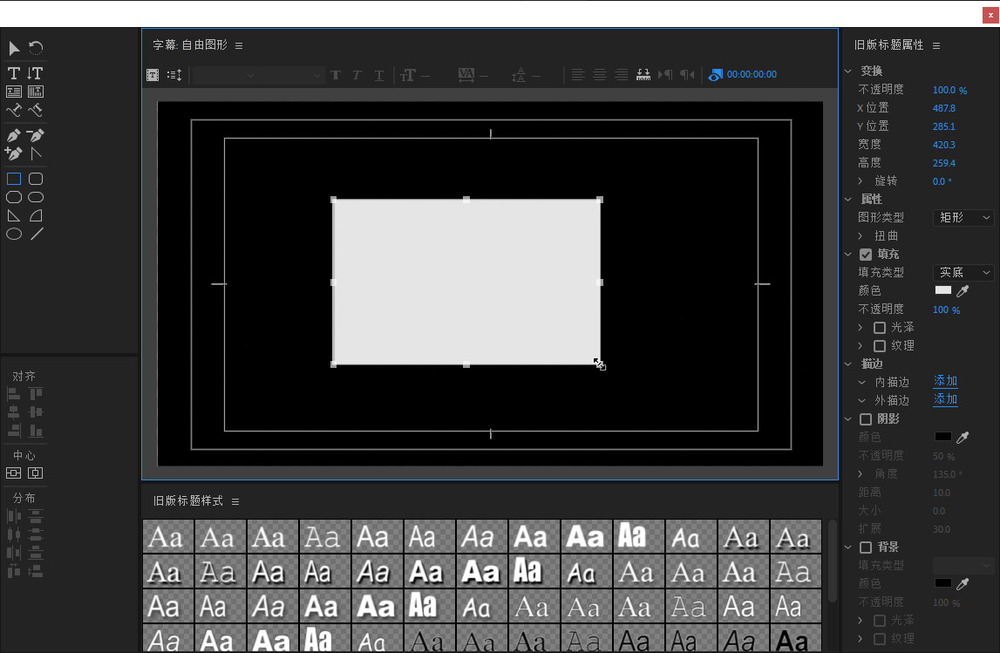 x
字幕: 自由图形
T T T
00:00:00:00
对齐
中心
分布
旧版标题样式
Aa Aa Aa Aa Aa Aa Aa Aa Aa Aa Aa Aa Aa
Aa Aa Aa Aa Aa Aa Aa Aa Aa Aa Aa Aa Aa
Aa Aa Aa Aa Aa Aa Aa Aa Aa Aa Aa Aa Aa
Aa Aa Aa Aa Aa Aa Aa Aa Aa Aa Aa Aa Aa
旧版标题属性
变换
不透明度 100.0 %
X 位置 487.8
Y 位置 285.1
宽度 420.3
高度 259.4
旋转 0.0 °
属性
图形类型 矩形
扭曲
填充
填充类型 实底
颜色
不透明度 100 %
光泽
纹理
描边
内描边 添加
外描边 添加
阴影
颜色
不透明度 50 %
角度 135.0 °
距离 10.0
大小 0.0
扩展 30.0
背景
填充类型
颜色
不透明度 100 %
光泽
纹理